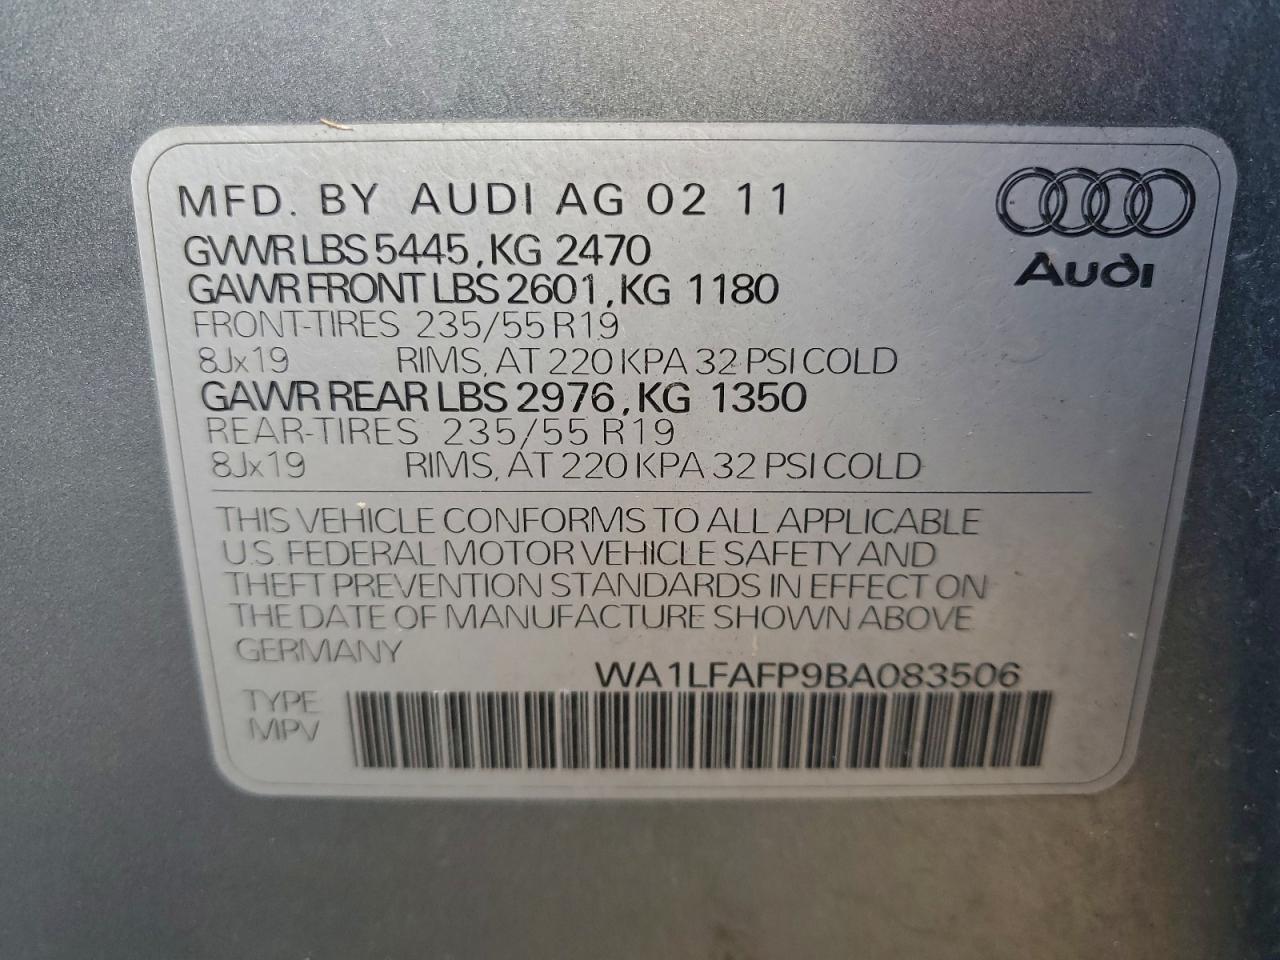 MFD. BY AUDI AG 02 11
GVWR LBS 5445, KG 2470
GAWR FRONT LBS 2601, KG 1180
FRONT-TIRES 235/55 R19
8Jx19 RIMS, AT 220 KPA 32 PSI COLD
GAWR REAR LBS 2976, KG 1350
REAR-TIRES 235/55 R19
8Jx19 RIMS, AT 220 KPA 32 PSI COLD
Audi
THIS VEHICLE CONFORMS TO ALL APPLICABLE
U.S. FEDERAL MOTOR VEHICLE SAFETY AND
THEFT PREVENTION STANDARDS IN EFFECT ON
THE DATE OF MANUFACTURE SHOWN ABOVE
GERMANY
WA1LFAFP9BA083506
TYPE
MPV